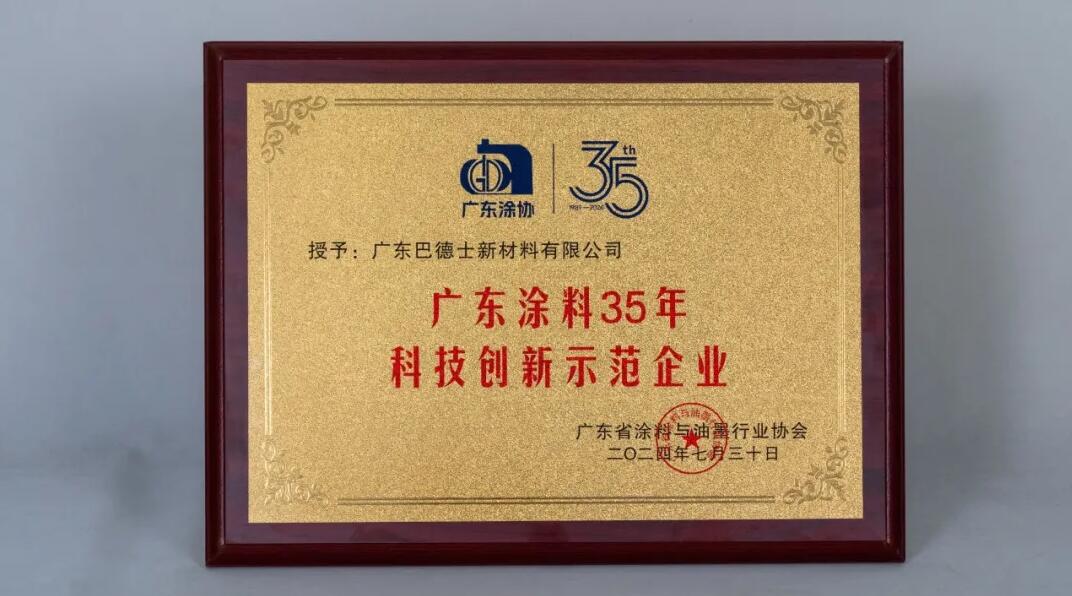 广东涂协
35th
授予：广东巴德士新材料有限公司
广东涂料35年
科技创新示范企业
广东省涂料与油墨行业协会
二〇二四年七月三十日